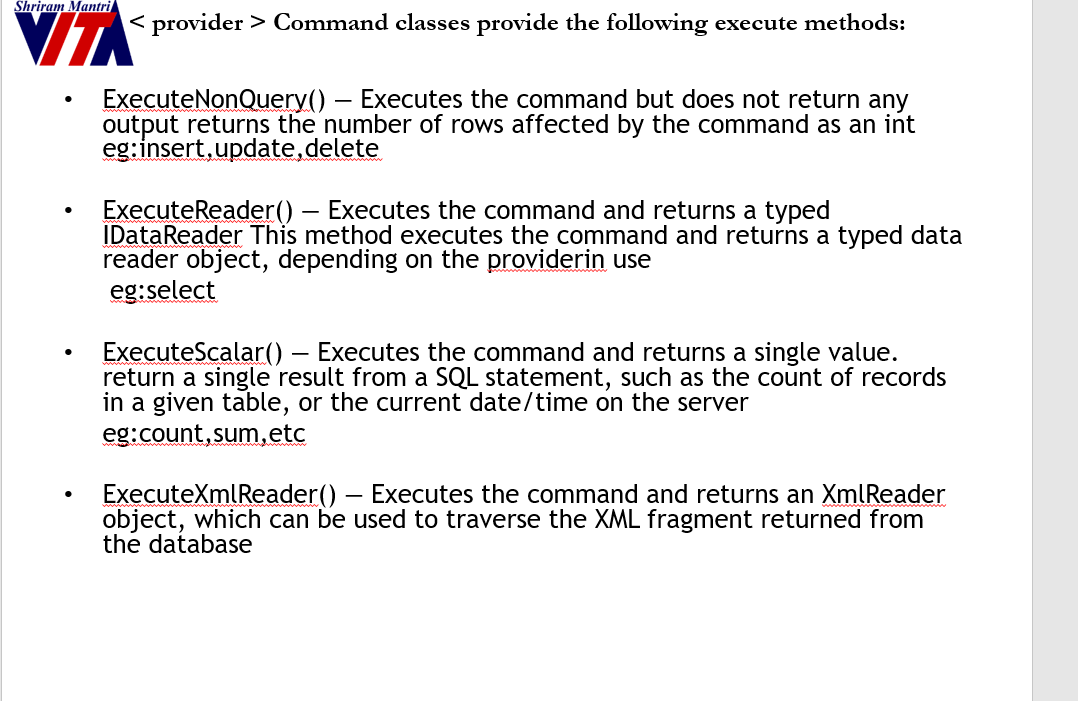 Shriram Mantri
VITA
< provider > Command classes provide the following execute methods:
• ExecuteNonQuery() — Executes the command but does not return any
output returns the number of rows affected by the command as an int
eg:insert,update,delete
• ExecuteReader() — Executes the command and returns a typed
IDataReader This method executes the command and returns a typed data
reader object, depending on the providerin use
eg:select
• ExecuteScalar() — Executes the command and returns a single value.
return a single result from a SQL statement, such as the count of records
in a given table, or the current date/time on the server
eg:count,sum,etc
• ExecuteXmlReader() — Executes the command and returns an XmlReader
object, which can be used to traverse the XML fragment returned from
the database